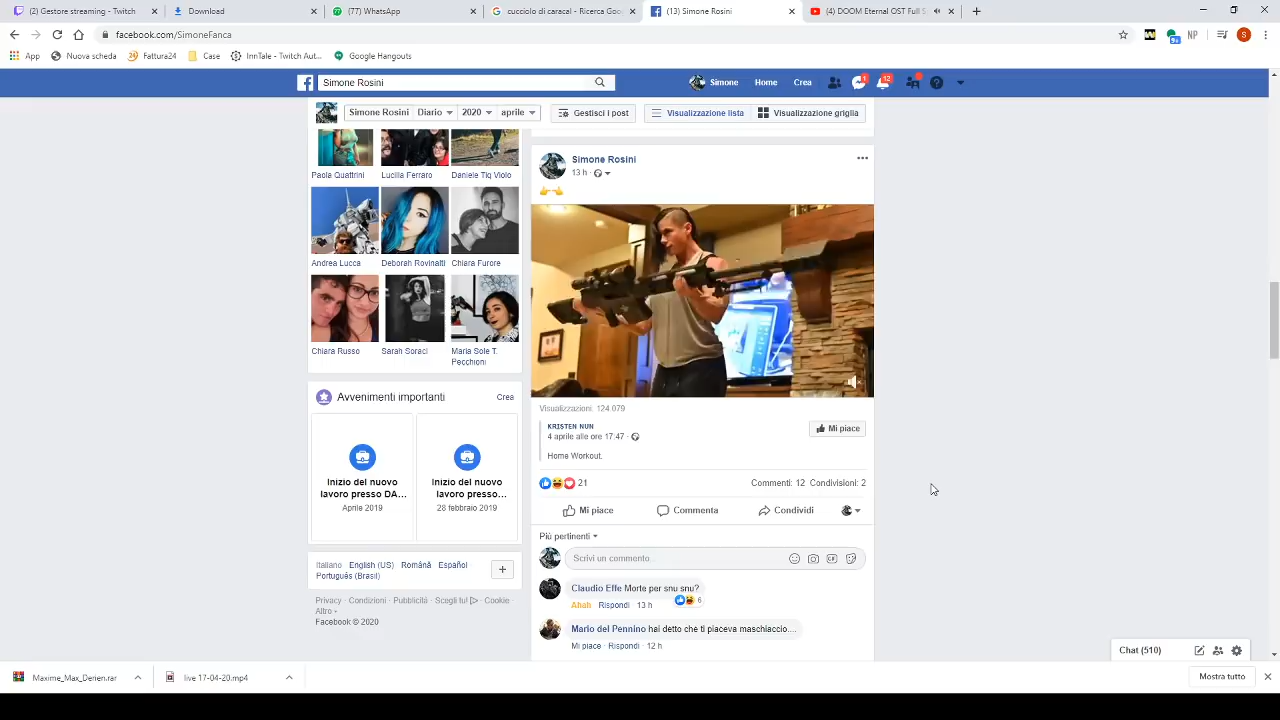 (2) Gestore streaming - Twitch
Download
(77) WhatsApp
cucciolo di caracal - Ricerca Goo
(13) Simone Rosini
(4) DOOM Eternal OST Full S
facebook.com/SimoneFanca
9+
NP
S
App
Nuova scheda
Fattura24
Case
InnTale - Twitch Aut...
Google Hangouts
Simone Rosini
Simone
Home
Crea
1
12
Simone Rosini
Diario
2020
aprile
Gestisci i post
Visualizzazione lista
Visualizzazione griglia
Paola Quattrini
Lucilla Ferraro
Daniele Tiq Violo
Andrea Lucca
Deborah Rovinalti
Chiara Furore
Chiara Russo
Sarah Soraci
Maria Sole T. Pecchioni
Avvenimenti importanti
Crea
Inizio del nuovo
lavoro presso DA...
Aprile 2019
Inizio del nuovo
lavoro presso...
28 febbraio 2019
Italiano English (US) Română Español
Português (Brasil)
Privacy · Condizioni · Pubblicità · Scegli tu! · Cookie ·
Altro
Facebook © 2020
Simone Rosini
13 h ·
Visualizzazioni: 124.079
KRISTEN NUN
4 aprile alle ore 17:47 ·
Home Workout.
Mi piace
21
Commenti: 12 Condivisioni: 2
Mi piace
Commenta
Condividi
Più pertinenti
Scrivi un commento...
Claudio Effe Morte per snu snu?
6
Ahah · Rispondi · 13 h
Mario del Pennino hai detto che ti piaceva maschiaccio....
Mi piace · Rispondi · 12 h
Chat (510)
Maxime_Max_Derien.rar
live 17-04-20.mp4
Mostra tutto